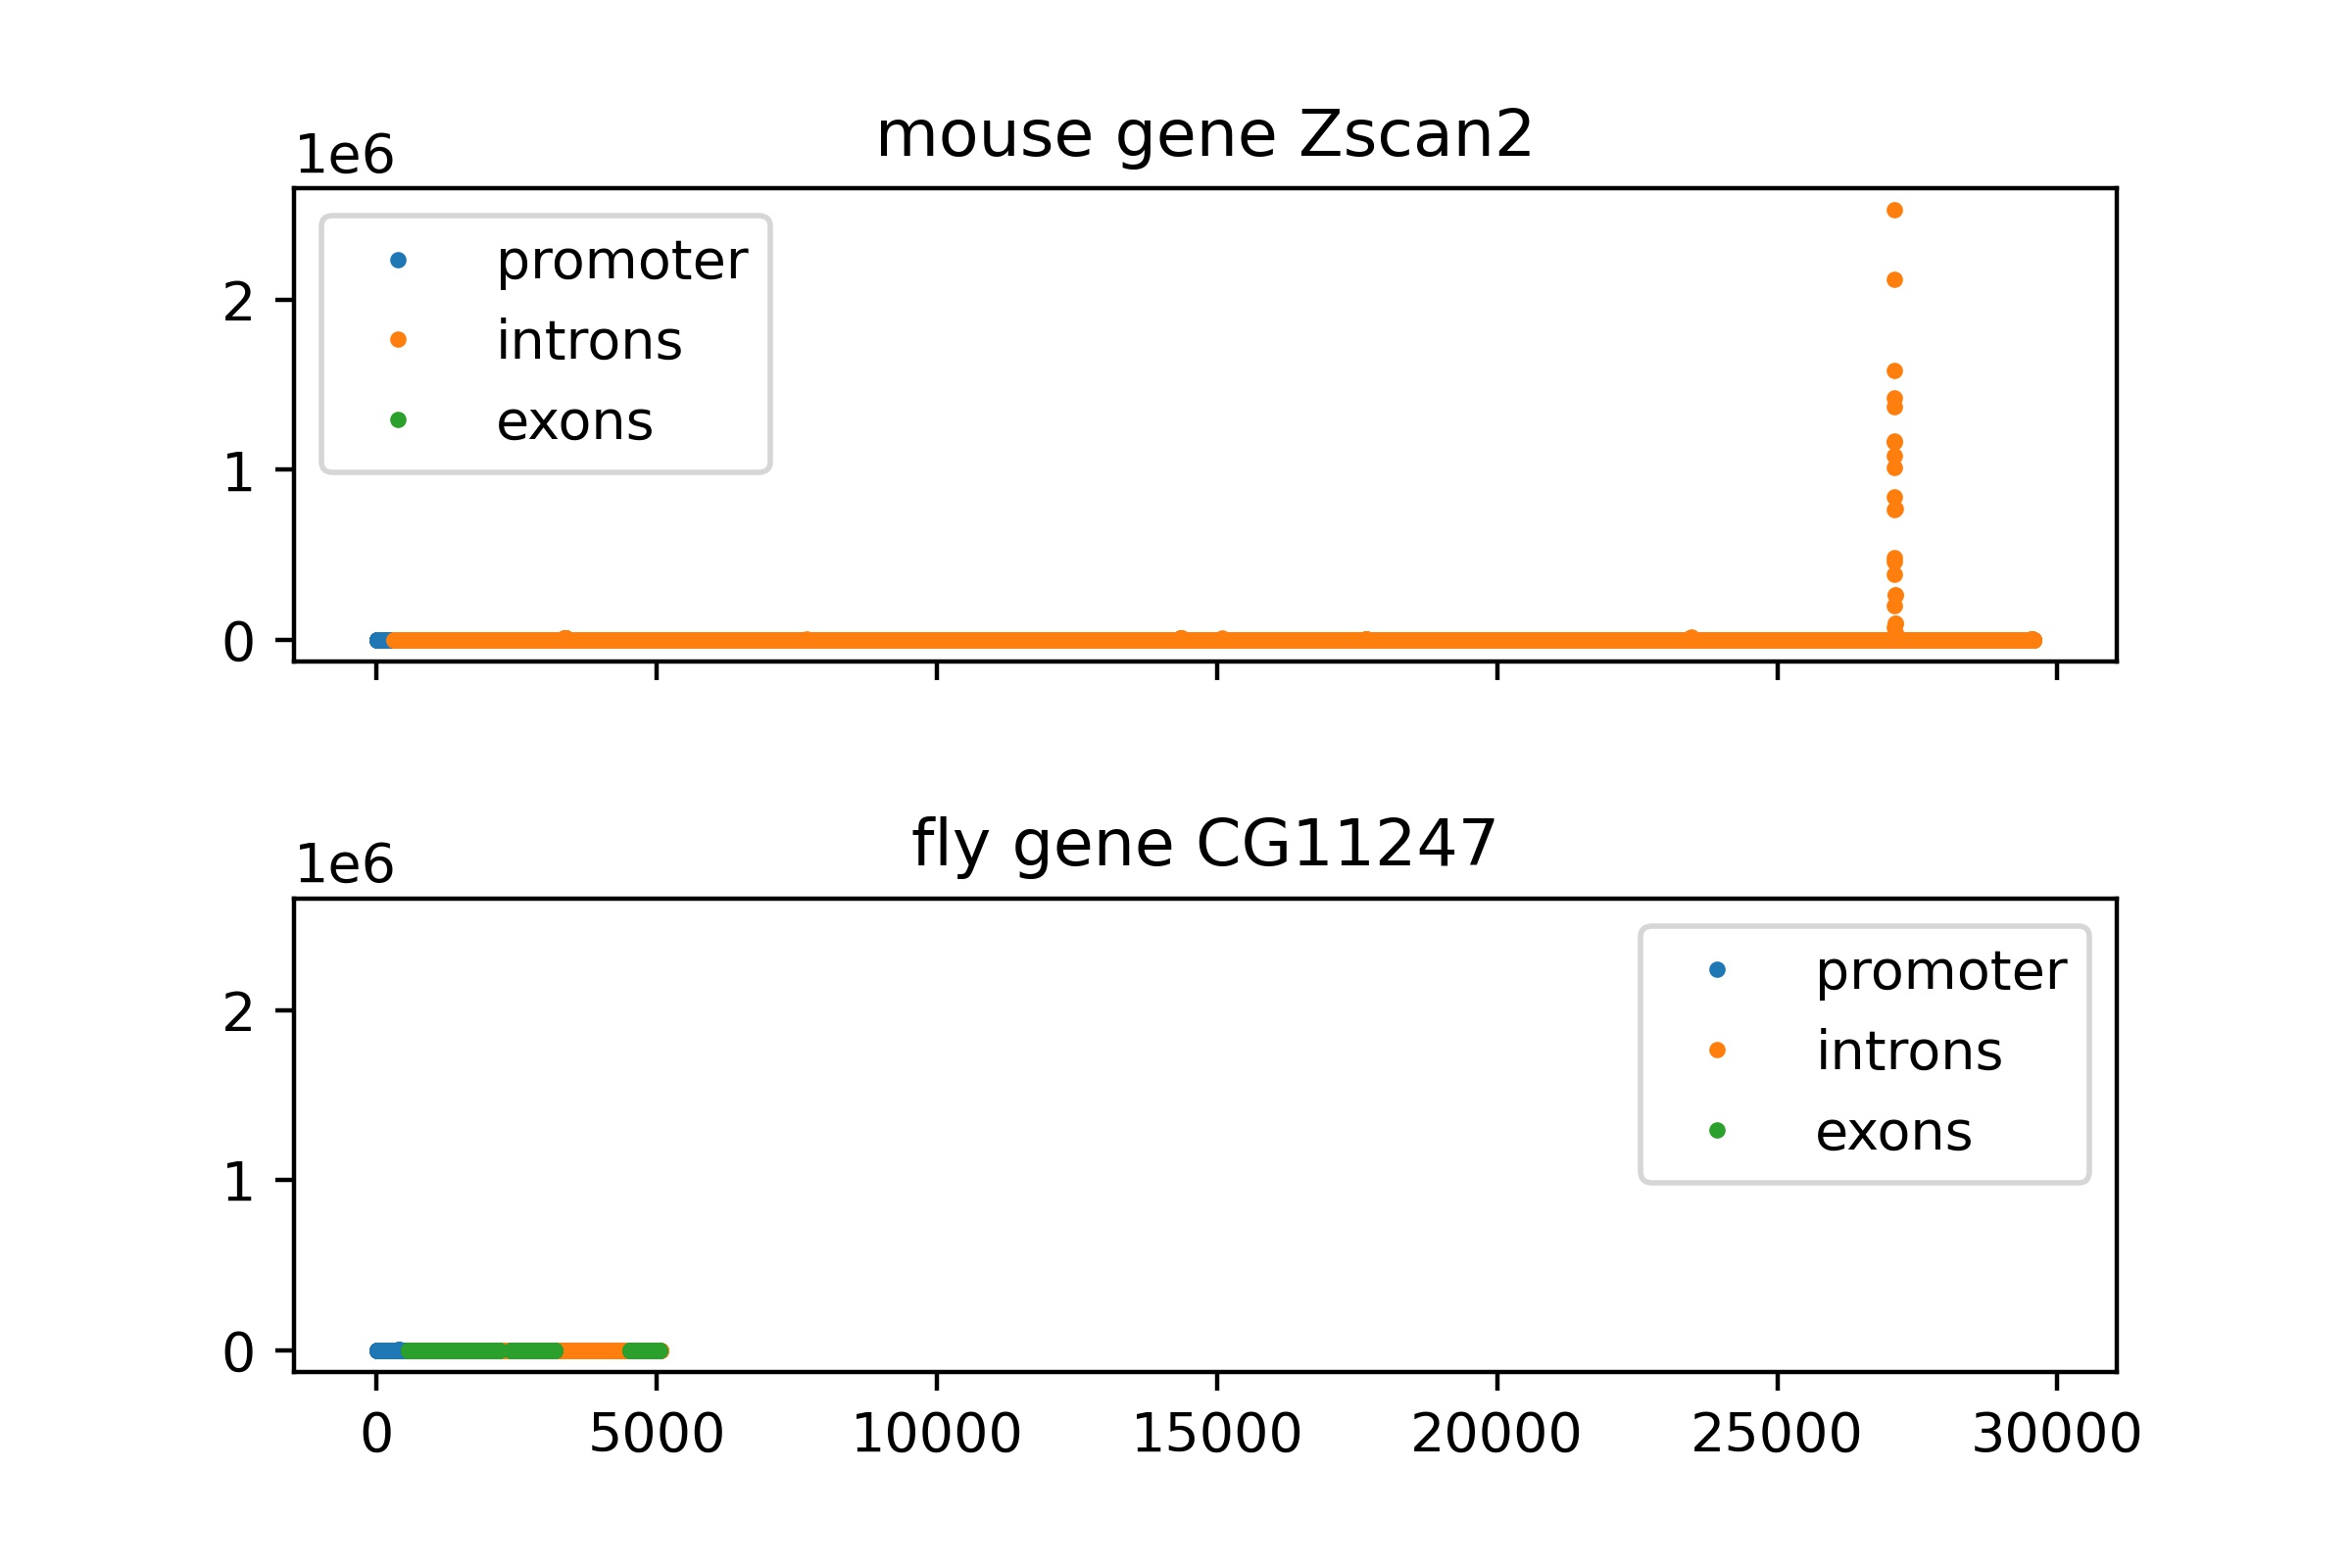 mouse gene Zscan2
1e6
promoter
introns
exons
2
1
0
fly gene CG11247
1e6
promoter
introns
exons
2
1
0
0 5000 10000 15000 20000 25000 30000